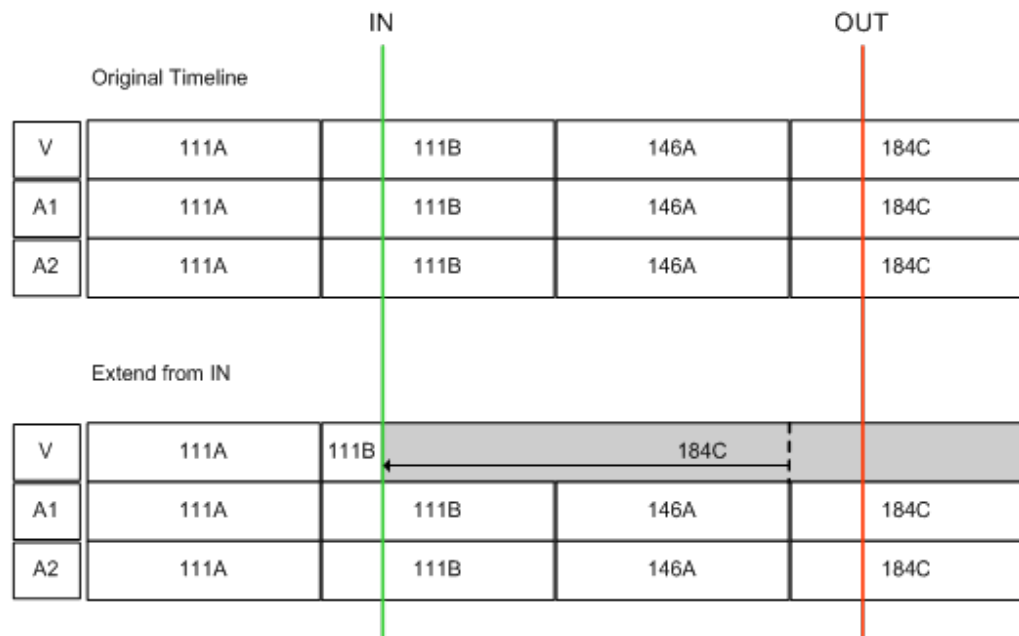 IN OUT
Original Timeline
V 111A 111B 146A 184C
A1 111A 111B 146A 184C
A2 111A 111B 146A 184C
Extend from IN
V 111A 111B 184C
A1 111A 111B 146A 184C
A2 111A 111B 146A 184C